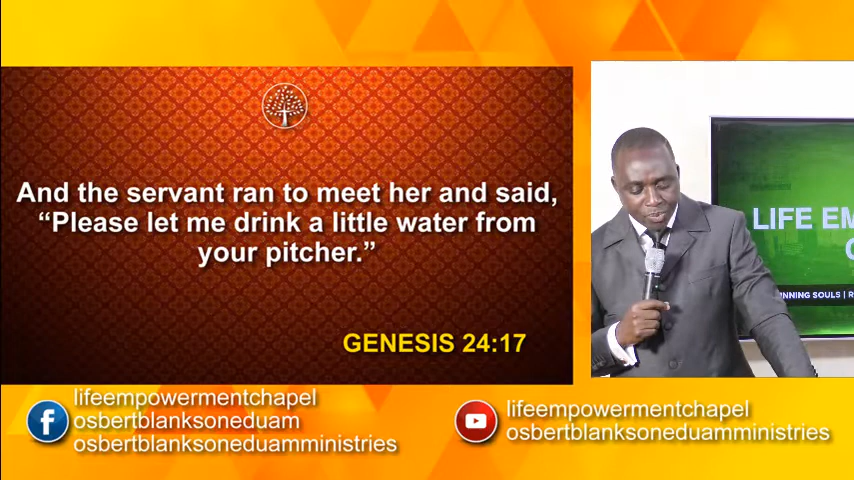 And the servant ran to meet her and said,
“Please let me drink a little water from
your pitcher.”
GENESIS 24:17
LIFE EM
NNING SOULS | R
lifeempowermentchapel
osbertblanksoneduam
osbertblanksoneduamministries
lifeempowermentchapel
osbertblanksoneduamministries